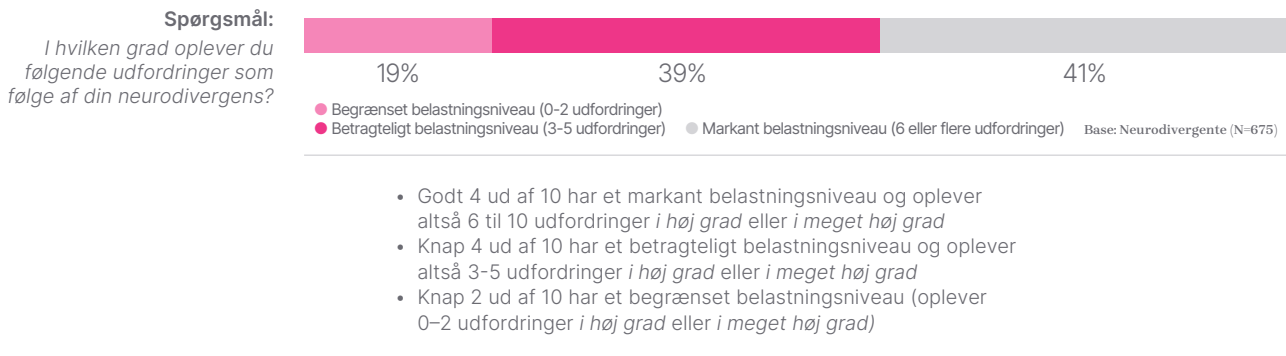 Spørgsmål:
I hvilken grad oplever du
følgende udfordringer som
følge af din neurodivergens?
19%
39%
41%
Begrænset belastningsniveau (0-2 udfordringer)
Betragteligt belastningsniveau (3-5 udfordringer)
Markant belastningsniveau (6 eller flere udfordringer)
Base: Neurodivergente (N=675)
• Godt 4 ud af 10 har et markant belastningsniveau og oplever
altså 6 til 10 udfordringer i høj grad eller i meget høj grad
• Knap 4 ud af 10 har et betragteligt belastningsniveau og oplever
altså 3-5 udfordringer i høj grad eller i meget høj grad
• Knap 2 ud af 10 har et begrænset belastningsniveau (oplever
0–2 udfordringer i høj grad eller i meget høj grad)